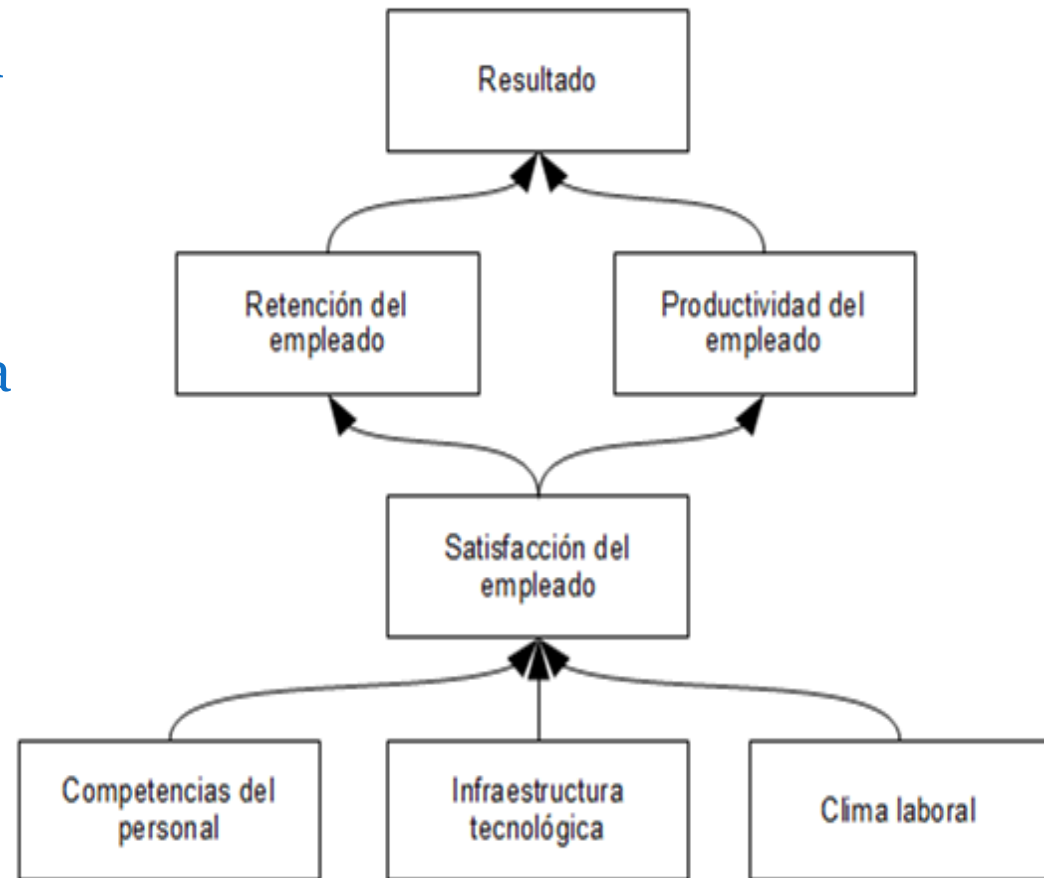 Resultado
Retención del
empleado
Productividad del
empleado
Satisfacción del
empleado
Competencias del
personal
Infraestructura
tecnológica
Clima laboral